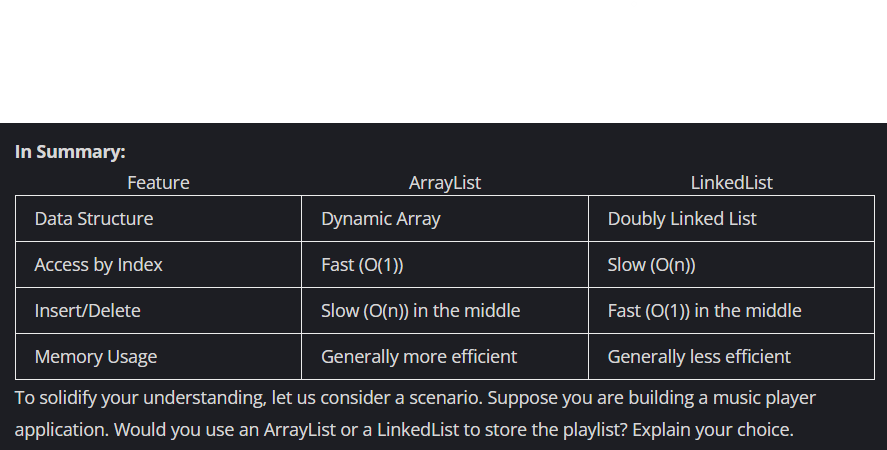 In Summary:
Feature ArrayList LinkedList
Data Structure Dynamic Array Doubly Linked List
Access by Index Fast (O(1)) Slow (O(n))
Insert/Delete Slow (O(n)) in the middle Fast (O(1)) in the middle
Memory Usage Generally more efficient Generally less efficient
To solidify your understanding, let us consider a scenario. Suppose you are building a music player
application. Would you use an ArrayList or a LinkedList to store the playlist? Explain your choice.